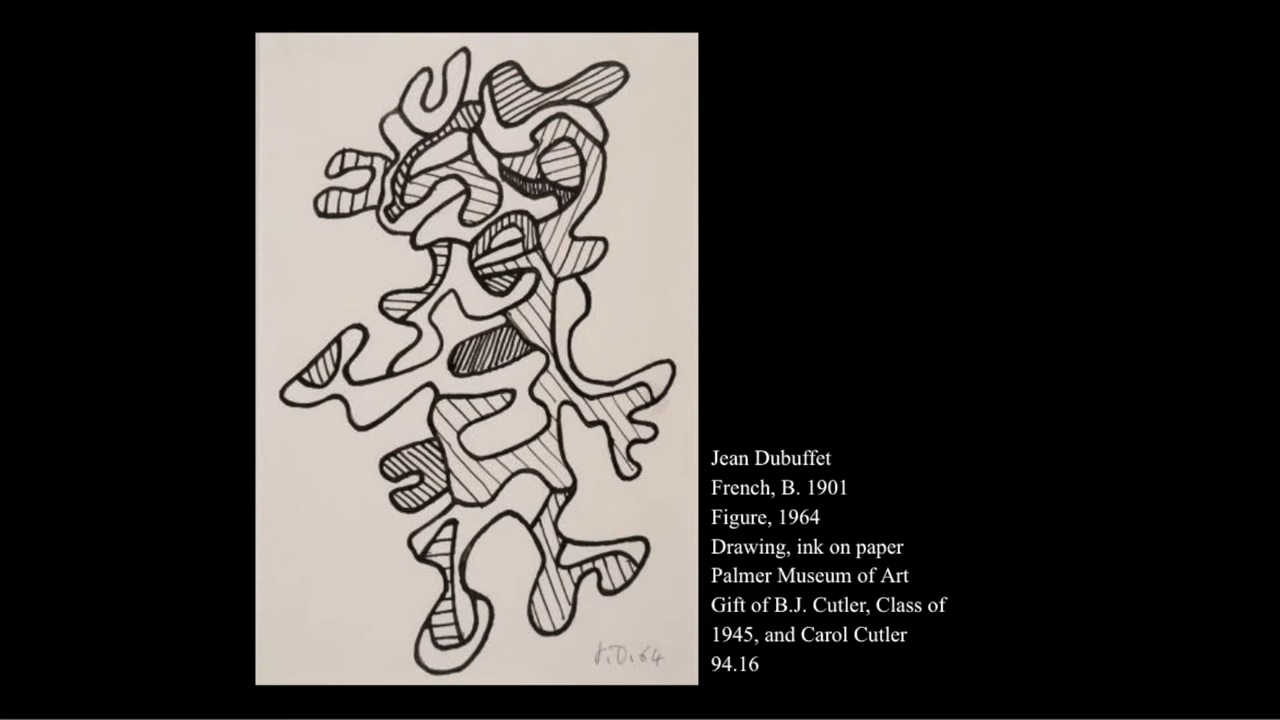 J.D.64
Jean Dubuffet
French, B. 1901
Figure, 1964
Drawing, ink on paper
Palmer Museum of Art
Gift of B.J. Cutler, Class of
1945, and Carol Cutler
94.16